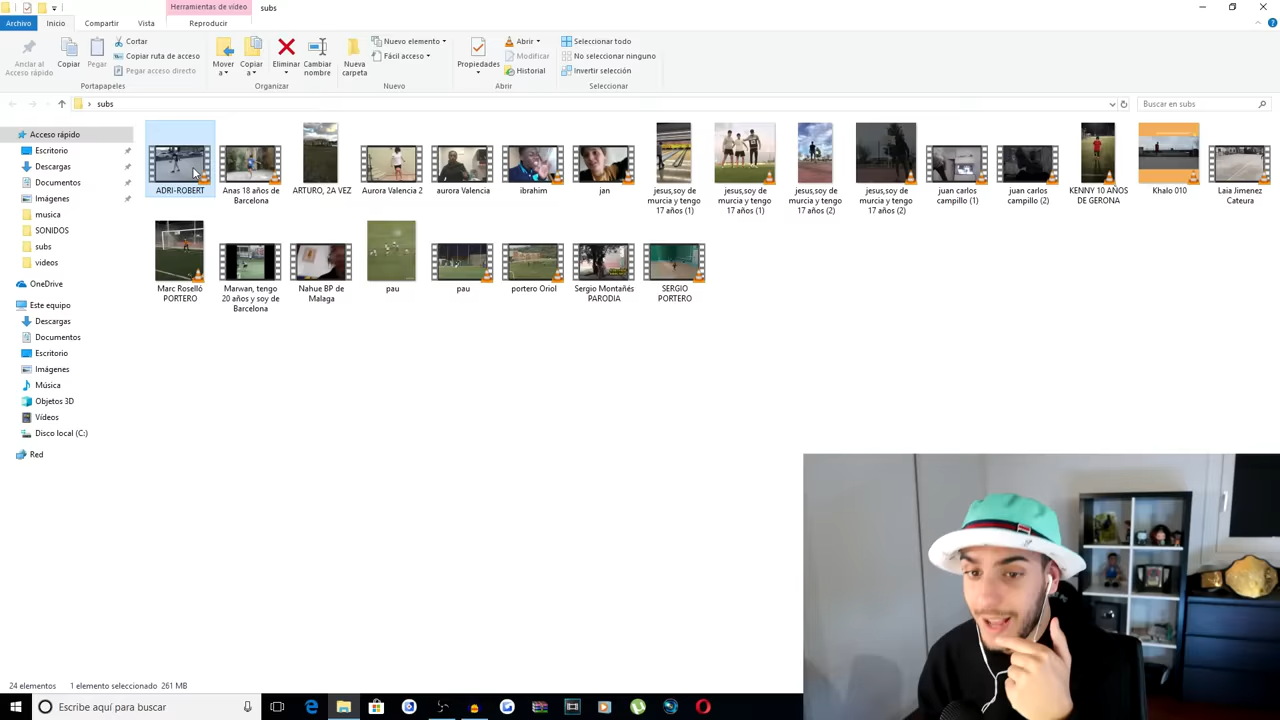 Herramientas de vídeo
subs
Archivo
Inicio
Compartir
Vista
Reproducir
Anclar al
Acceso rápido
Copiar
Pegar
Cortar
Copiar ruta de acceso
Pegar acceso directo
Portapapeles
Mover
a
Copiar
a
Eliminar
Cambiar
nombre
Organizar
Nueva
carpeta
Nuevo elemento
Fácil acceso
Nuevo
Propiedades
Abrir
Modificar
Historial
Abrir
Seleccionar todo
No seleccionar ninguno
Invertir selección
Seleccionar
subs
Buscar en subs
Acceso rápido
Escritorio
Descargas
Documentos
Imágenes
musica
SONIDOS
subs
videos
OneDrive
Este equipo
Descargas
Documentos
Escritorio
Imágenes
Música
Objetos 3D
Vídeos
Disco local (C:)
Red
ADRI-ROBERT
Anas 18 años de
Barcelona
ARTURO, 2A VEZ
Aurora Valencia 2
aurora Valencia
ibrahim
jan
jesus,soy de
murcia y tengo
17 años (1)
jesus,soy de
murcia y tengo
17 años (1)
jesus,soy de
murcia y tengo
17 años (2)
jesus,soy de
murcia y tengo
17 años (2)
juan carlos
campillo (1)
juan carlos
campillo (2)
KENNY 10 AÑOS
DE GERONA
Khalo 010
Laia Jimenez
Cateura
Marc Roselló
PORTERO
Marwan, tengo
20 años y soy de
Barcelona
Nahue BP de
Malaga
pau
pau
portero Oriol
Sergio Montañés
PARODIA
SERGIO
PORTERO
24 elementos
1 elemento seleccionado 261 MB
Escribe aquí para buscar